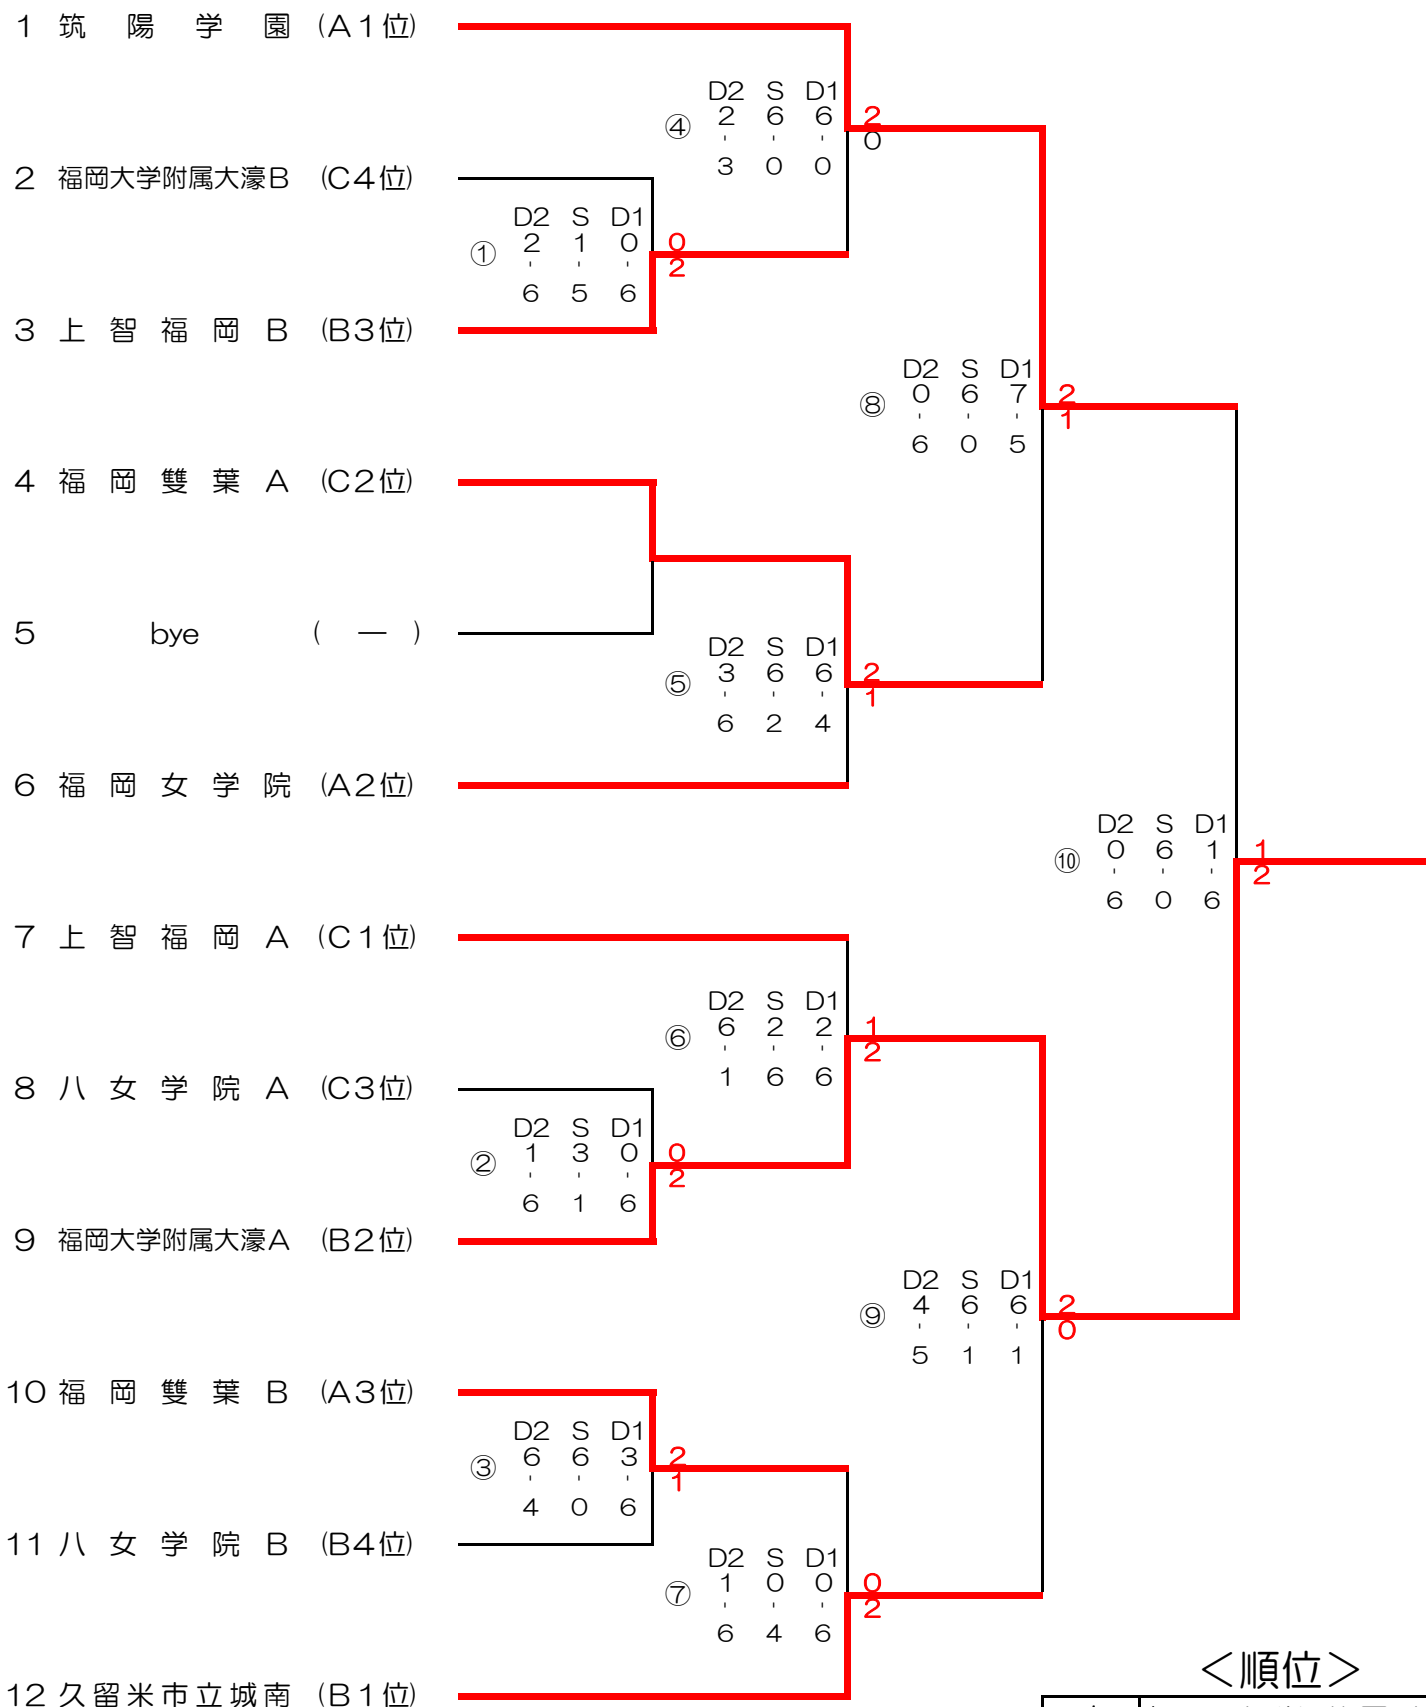 1 筑陽学園 (A1位)
D2 S D1
④ 2-3 6-0 6-0
2 0
2 福岡大学附属大濠B (C4位)
D2 S D1
① 2-6 1-5 0-6
0 2
3 上智福岡B (B3位)
D2 S D1
⑧ 0-6 6-0 7-5
2 1
4 福岡雙葉A (C2位)
5 bye ( — )
D2 S D1
⑤ 3-6 6-2 6-4
2 1
6 福岡女学院 (A2位)
D2 S D1
⑩ 0-6 6-0 1-6
1 2
7 上智福岡A (C1位)
D2 S D1
⑥ 6-1 2-6 2-6
1 2
8 八女学院A (C3位)
D2 S D1
② 1-6 3-1 0-6
0 2
9 福岡大学附属大濠A (B2位)
D2 S D1
⑨ 4-5 6-1 6-1
2 0
10 福岡雙葉B (A3位)
D2 S D1
③ 6-4 6-0 3-6
2 1
11 八女学院B (B4位)
D2 S D1
⑦ 1-6 0-4 0-6
0 2
12 久留米市立城南 (B1位)
＜順位＞